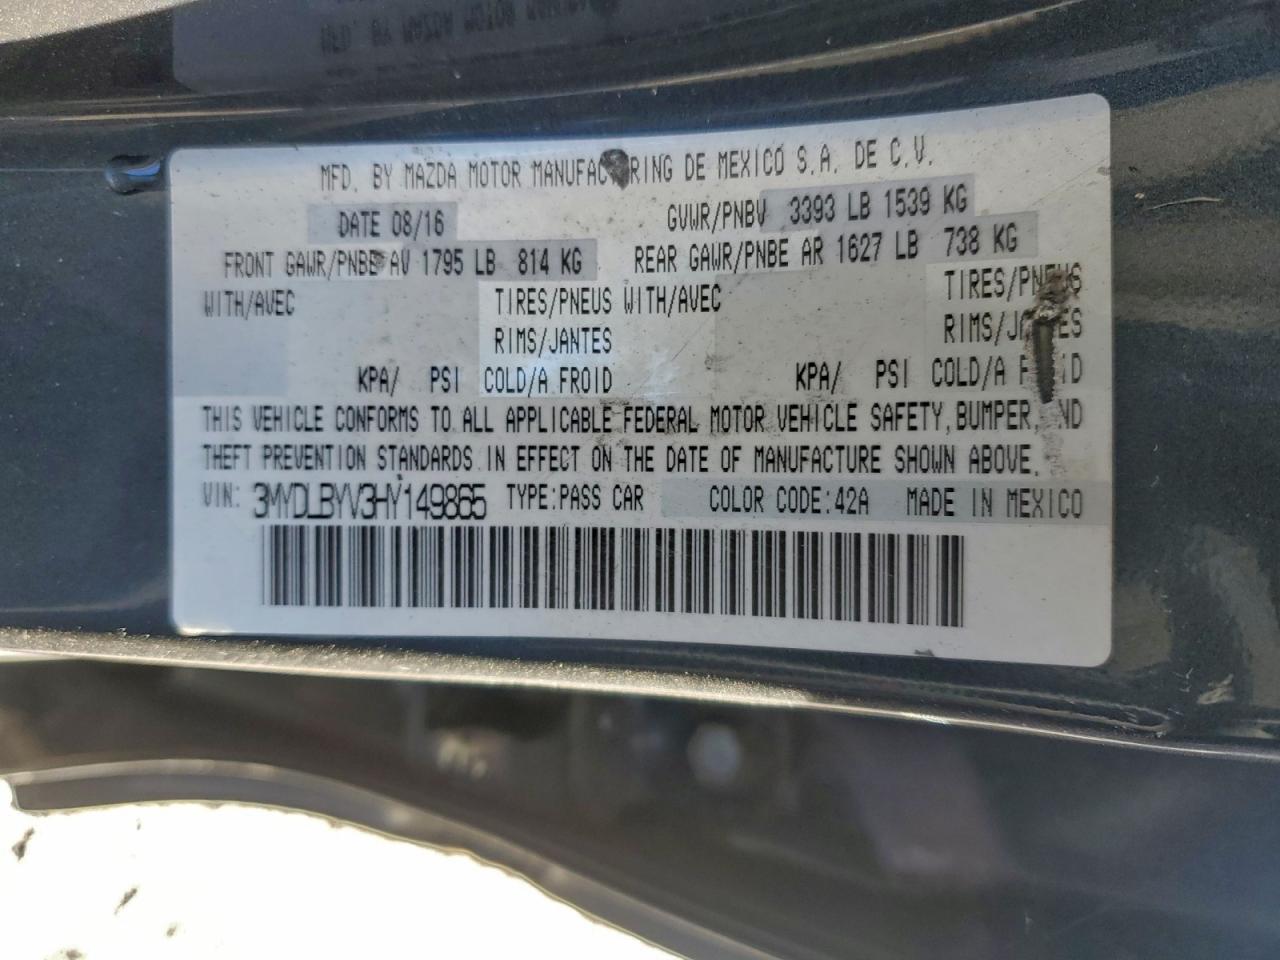 MFD. BY MAZDA MOTOR MANUFACTURING DE MEXICO S.A. DE C.V.
DATE 08/16 GVWR/PNBV 3393 LB 1539 KG
FRONT GAWR/PNBE AV 1795 LB 814 KG REAR GAWR/PNBE AR 1627 LB 738 KG
WITH/AVEC TIRES/PNEUS WITH/AVEC TIRES/PNEUS
RIMS/JANTES RIMS/JANTES
KPA/ PSI COLD/A FROID KPA/ PSI COLD/A FROID
THIS VEHICLE CONFORMS TO ALL APPLICABLE FEDERAL MOTOR VEHICLE SAFETY, BUMPER, AND
THEFT PREVENTION STANDARDS IN EFFECT ON THE DATE OF MANUFACTURE SHOWN ABOVE.
VIN: 3MYDLBYV3HY149865 TYPE:PASS CAR COLOR CODE:42A MADE IN MEXICO